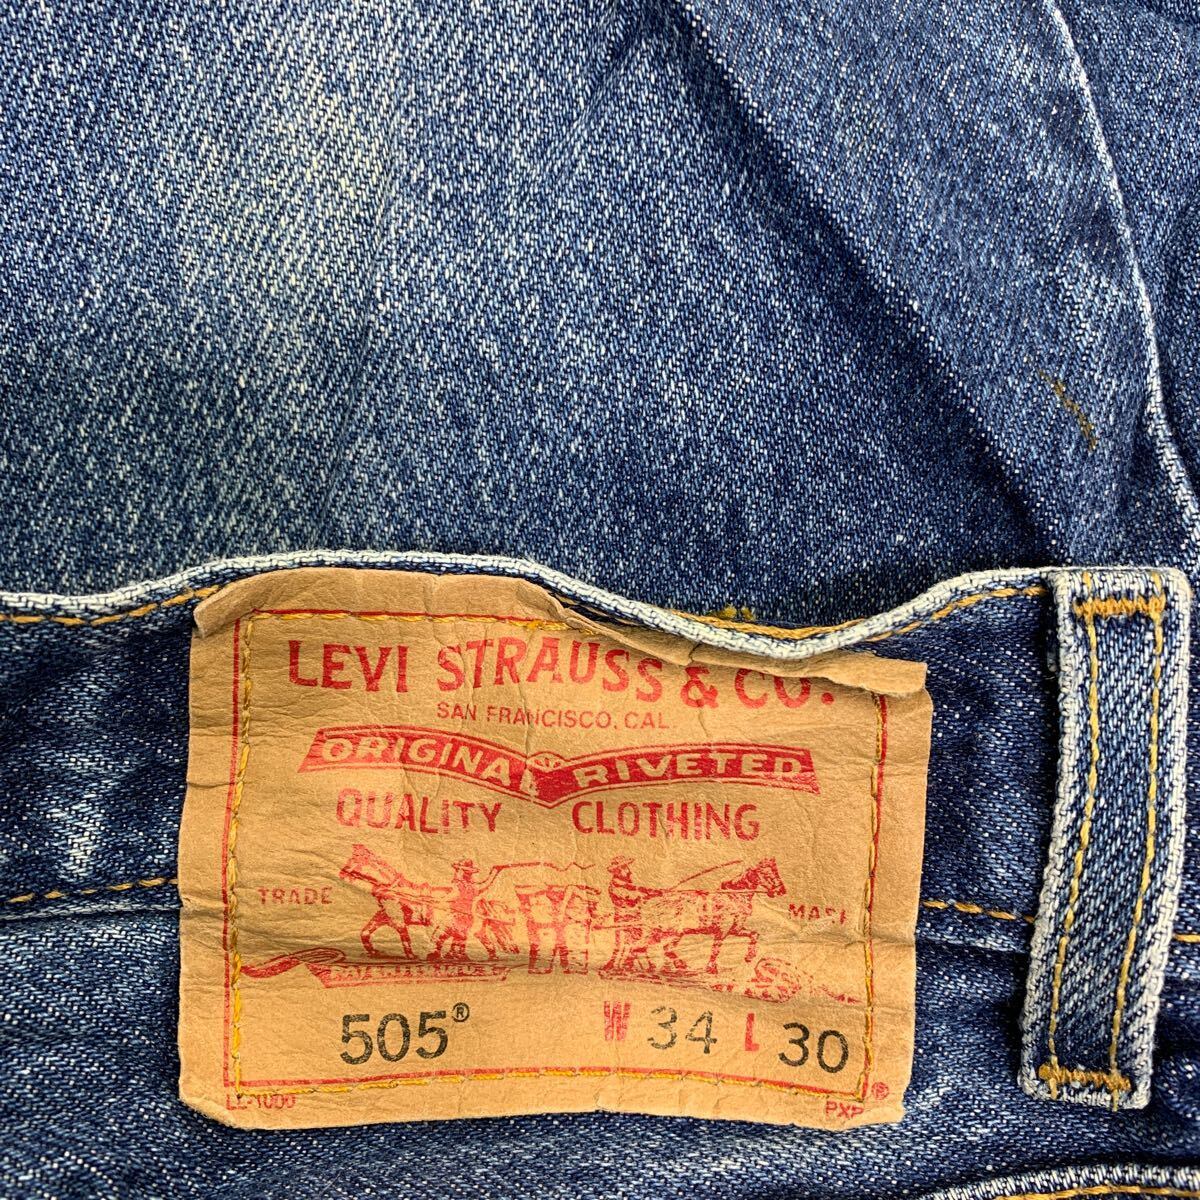 LEVI STRAUSS & CO.
SAN FRANCISCO, CAL.
ORIGINAL RIVETED
QUALITY CLOTHING
TRADE MARK
505® W 34 L 30
PXP ®